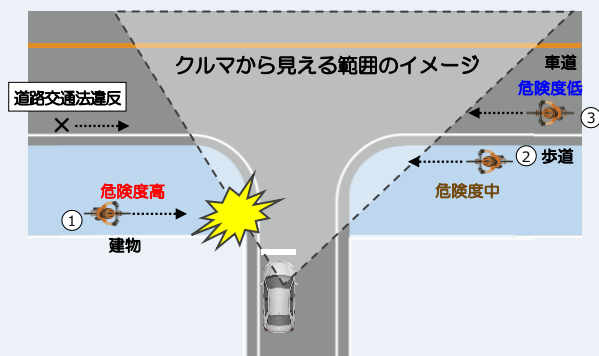 クルマから見える範囲のイメージ
車道
危険度低
道路交通法違反
③
② 歩道
危険度高
危険度中
①
建物